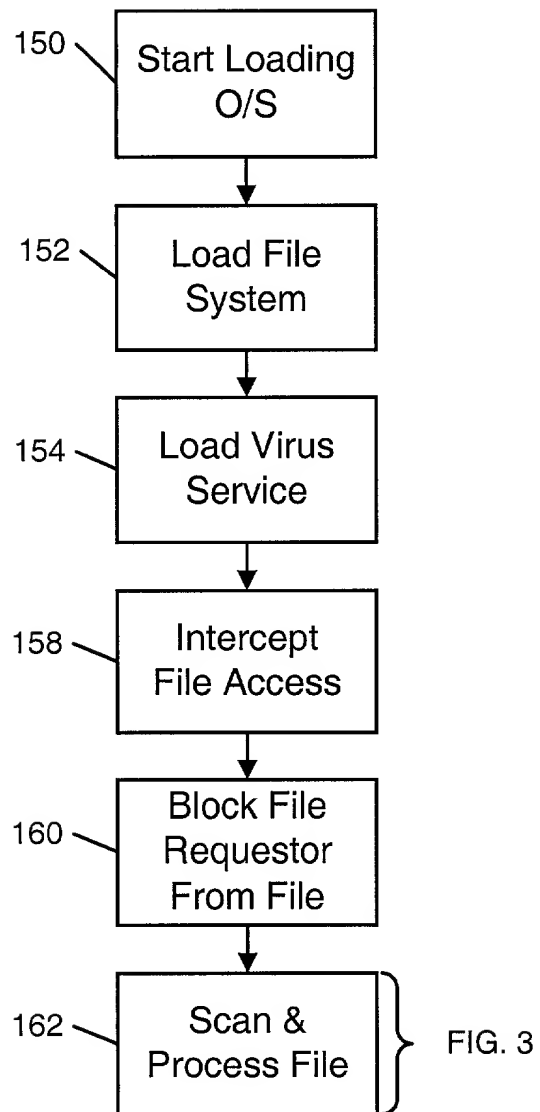 150
Start Loading
O/S
152
Load File
System
154
Load Virus
Service
158
Intercept
File Access
160
Block File
Requestor
From File
162
Scan &
Process File
FIG. 3